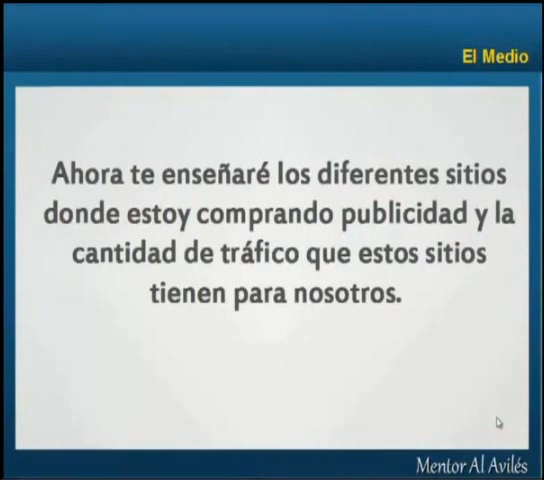 El Medio
Ahora te enseñaré los diferentes sitios
donde estoy comprando publicidad y la
cantidad de tráfico que estos sitios
tienen para nosotros.
Mentor Al Avilés